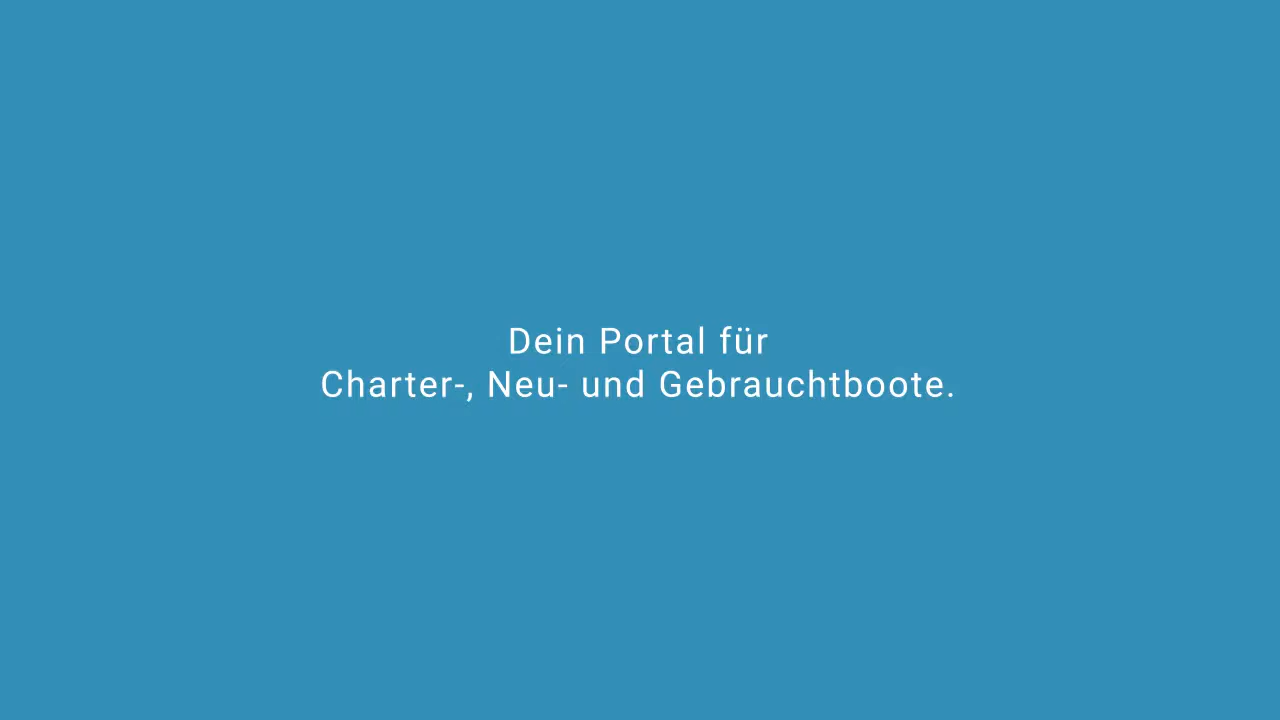 Dein Portal für
Charter-, Neu- und Gebrauchtboote.